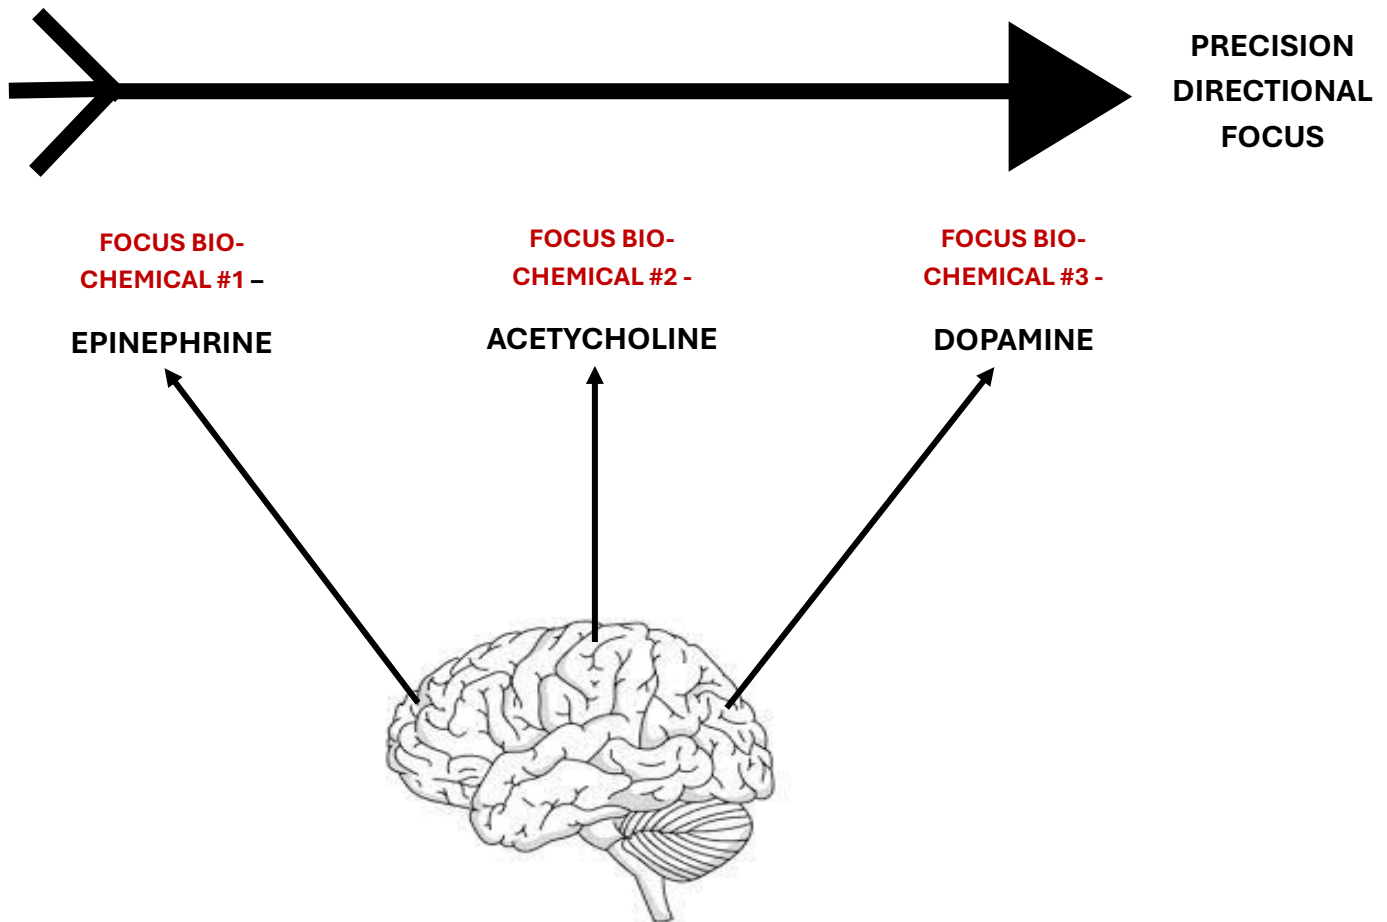 PRECISION
DIRECTIONAL
FOCUS
FOCUS BIO-
CHEMICAL #1 –
EPINEPHRINE
FOCUS BIO-
CHEMICAL #2 -
ACETYCHOLINE
FOCUS BIO-
CHEMICAL #3 -
DOPAMINE